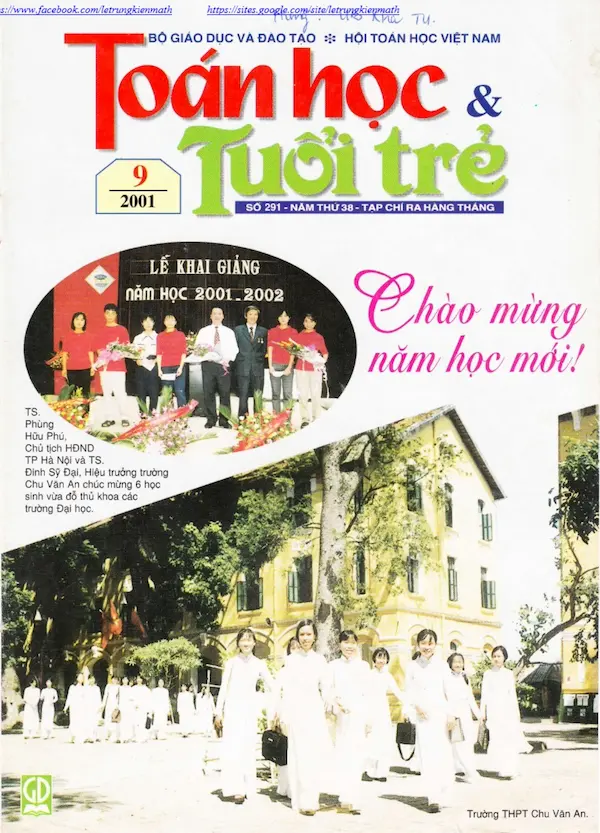 s://www.facebook.com/letrungkienmath https://sites.google.com/site/letrungkienmath
BỘ GIÁO DỤC VÀ ĐÀO TẠO ✻ HỘI TOÁN HỌC VIỆT NAM
Toán học &
Tuổi trẻ
9
2001
SỐ 291 - NĂM THỨ 38 - TẠP CHÍ RA HÀNG THÁNG
LỄ KHAI GIẢNG
NĂM HỌC 2001-2002
Chào mừng
năm học mới!
TS.
Phùng
Hữu Phú,
Chủ tịch HĐND
TP Hà Nội và TS.
Đinh Sỹ Đại, Hiệu trưởng trường
Chu Văn An chúc mừng 6 học
sinh vừa đỗ thủ khoa các
trường Đại học.
Trường THPT Chu Văn An.